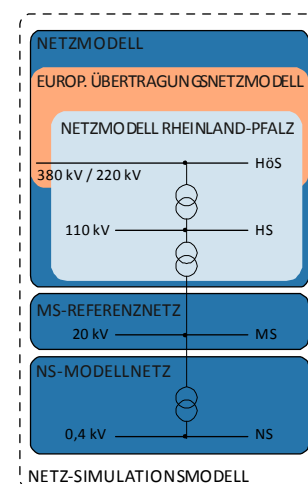 NETZMODELL
EUROP. ÜBERTRAGUNGSNETZMODELL
NETZMODELL RHEINLAND-PFALZ
380 kV / 220 kV
HöS
110 kV
HS
MS-REFERENZNETZ
20 kV
MS
NS-MODELLNETZ
0,4 kV
NS
NETZ-SIMULATIONSMODELL